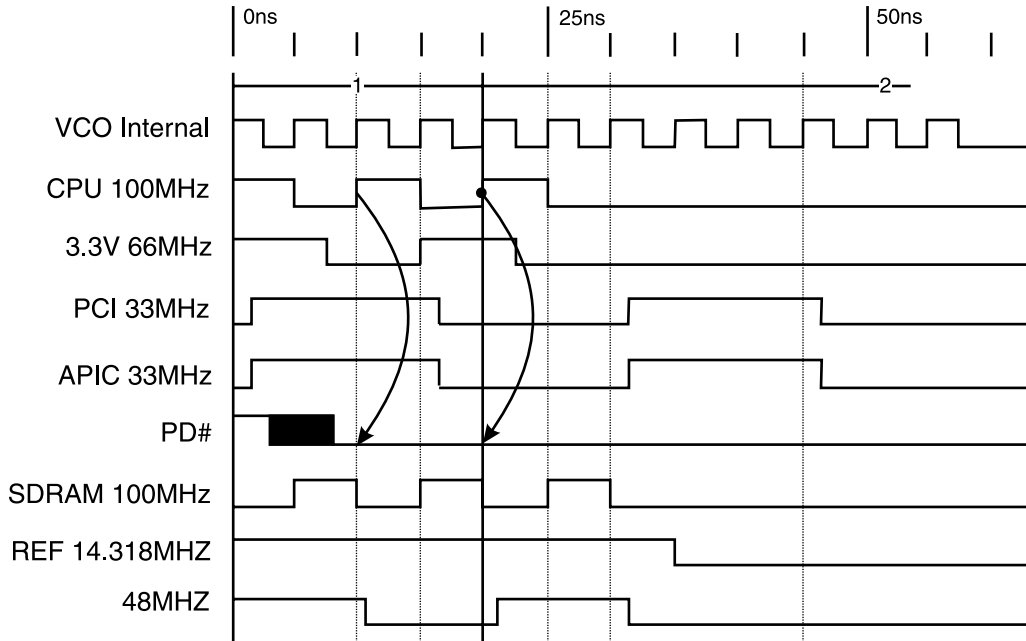 0ns 25ns 50ns
1 2
VCO Internal
CPU 100MHz
3.3V 66MHz
PCI 33MHz
APIC 33MHz
PD#
SDRAM 100MHz
REF 14.318MHZ
48MHZ